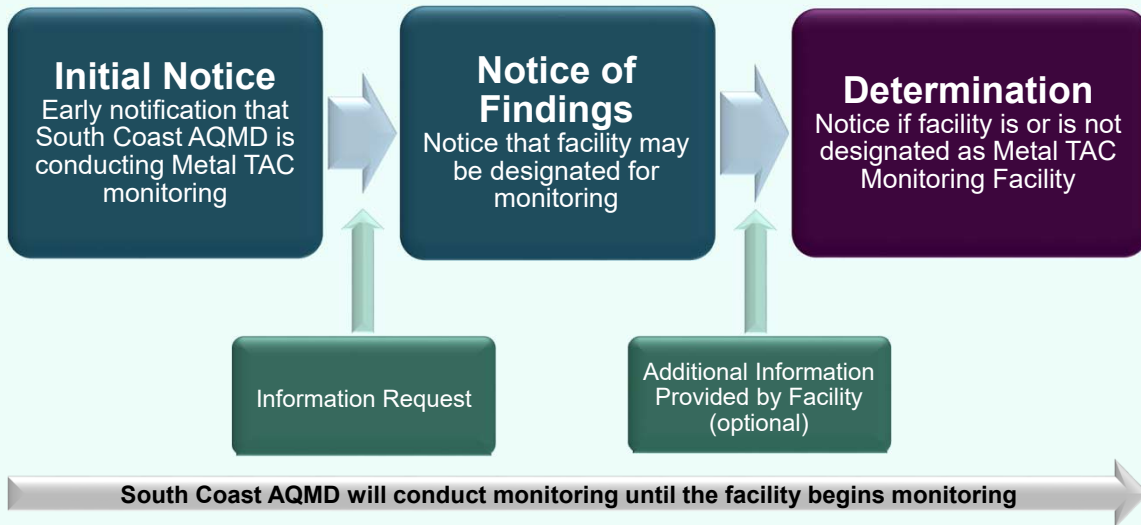 Initial Notice
Early notification that
South Coast AQMD is
conducting Metal TAC
monitoring
Notice of
Findings
Notice that facility may
be designated for
monitoring
Determination
Notice if facility is or is not
designated as Metal TAC
Monitoring Facility
Information Request
Additional Information
Provided by Facility
(optional)
South Coast AQMD will conduct monitoring until the facility begins monitoring